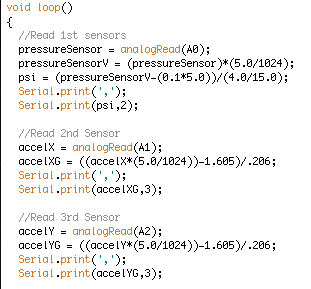 void loop()
{
//Read 1st sensors
pressureSensor = analogRead(A0);
pressureSensorV = (pressureSensor)*(5.0/1024);
psi = (pressureSensorV-(0.1*5.0))/(4.0/15.0);
Serial.print(',');
Serial.print(psi,2);
//Read 2nd Sensor
accelX = analogRead(A1);
accelXG = ((accelX*(5.0/1024))-1.605)/.206;
Serial.print(',');
Serial.print(accelXG,3);
//Read 3rd Sensor
accelY = analogRead(A2);
accelYG = ((accelY*(5.0/1024))-1.605)/.206;
Serial.print(',');
Serial.print(accelYG,3);